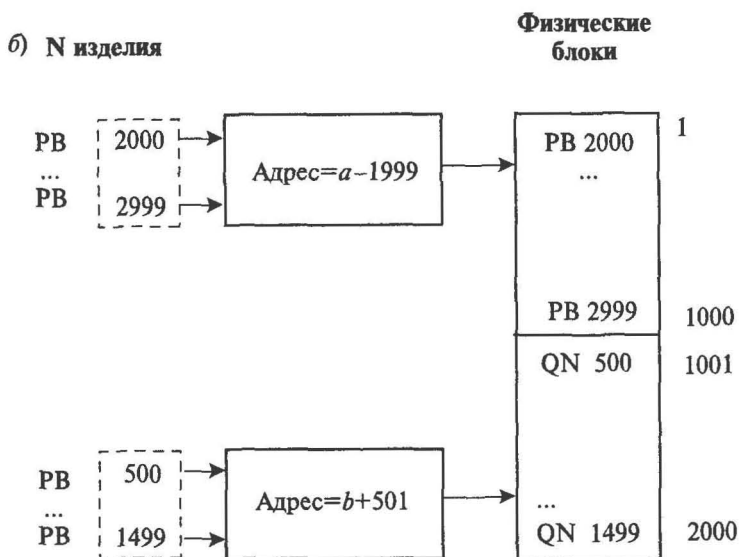 б) N изделия
Физические
блоки
PB 2000
...
PB 2999
Адрес=a–1999
PB 2000 1
...
PB 2999 1000
QN 500 1001
PB 500
...
PB 1499
Адрес=b+501
...
QN 1499 2000